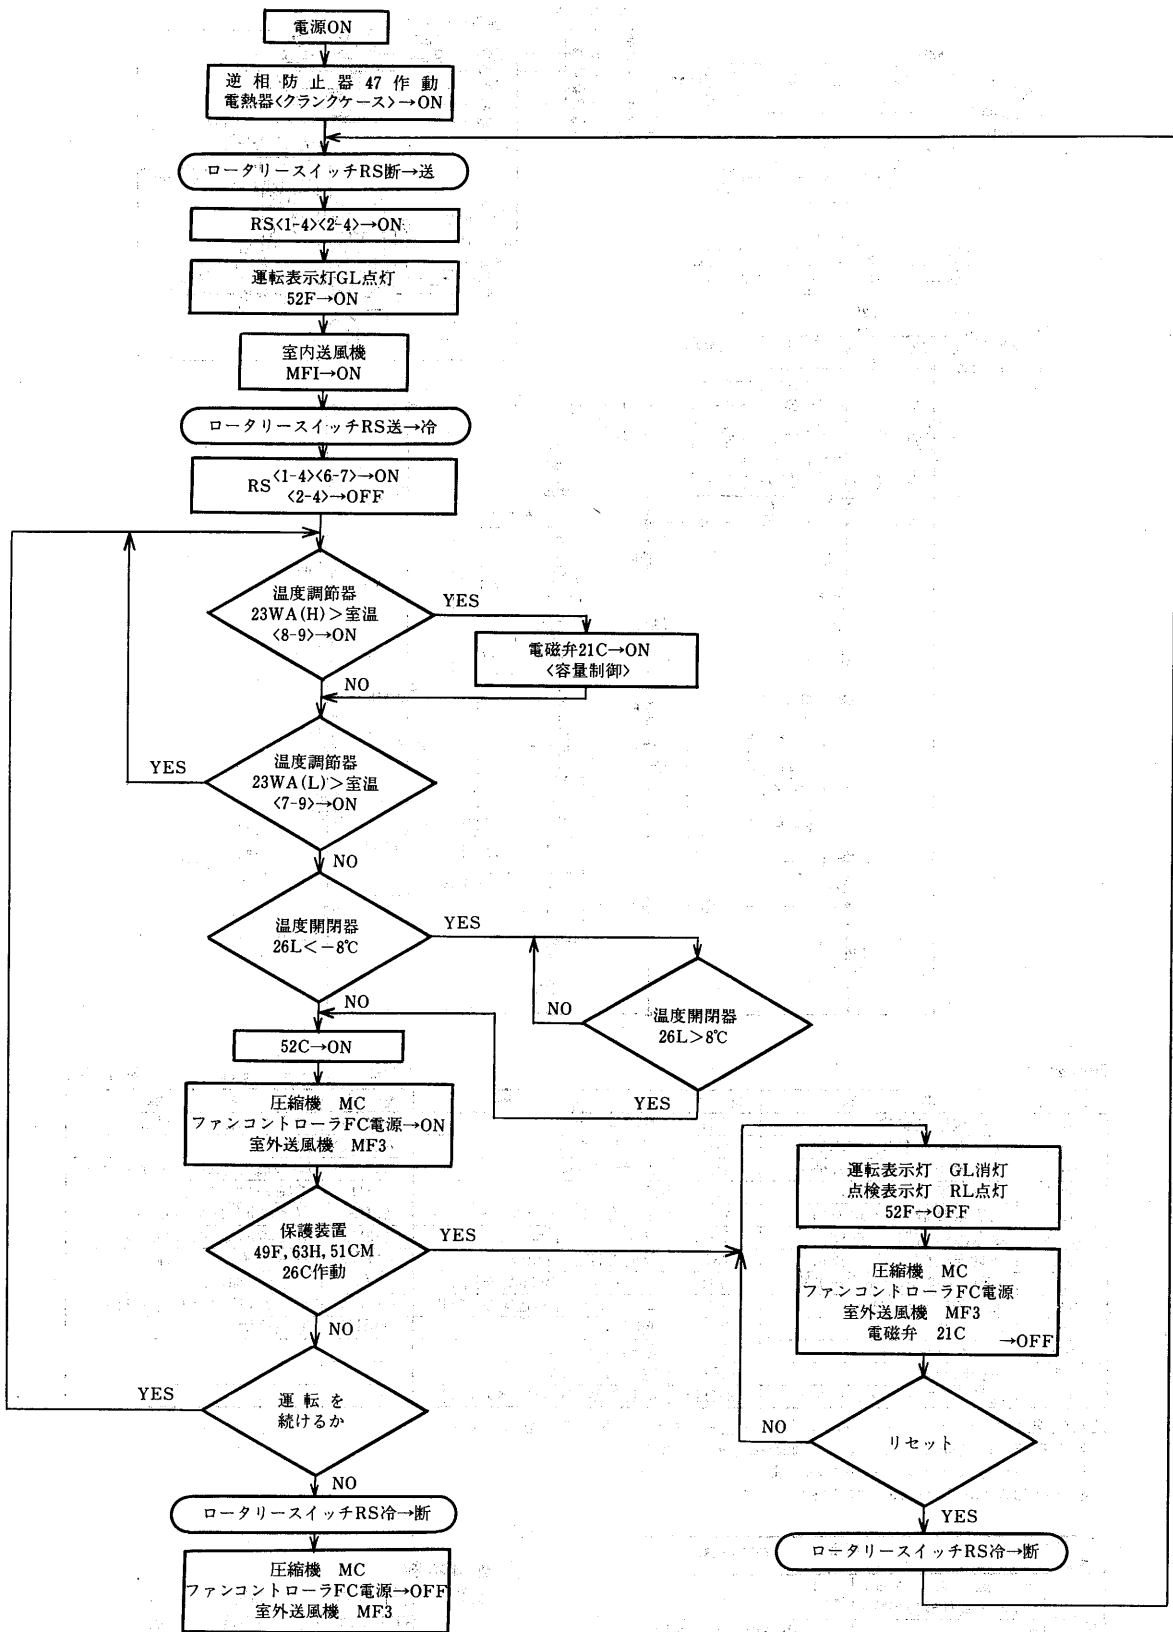 電源ON
逆相防止器 47 作動
電熱器<クランクケース>→ON
ロータリースイッチRS断→送
RS<1-4><2-4>→ON
運転表示灯GL点灯
52F→ON
室内送風機
MFI→ON
ロータリースイッチRS送→冷
RS<1-4><6-7>→ON
<2-4>→OFF
温度調節器
23WA(H)>室温
<8-9>→ON
YES
電磁弁21C→ON
<容量制御>
NO
温度調節器
23WA(L)>室温
<7-9>→ON
YES
NO
温度開閉器
26L<-8℃
YES
NO
温度開閉器
26L>8℃
NO
YES
52C→ON
圧縮機 MC
ファンコントローラFC電源→ON
室外送風機 MF3
保護装置
49F, 63H, 51CM
26C作動
YES
NO
運転を
続けるか
YES
NO
ロータリースイッチRS冷→断
圧縮機 MC
ファンコントローラFC電源→OFF
室外送風機 MF3
運転表示灯 GL消灯
点検表示灯 RL点灯
52F→OFF
圧縮機 MC
ファンコントローラFC電源
室外送風機 MF3
電磁弁 21C →OFF
リセット
NO
YES
ロータリースイッチRS冷→断